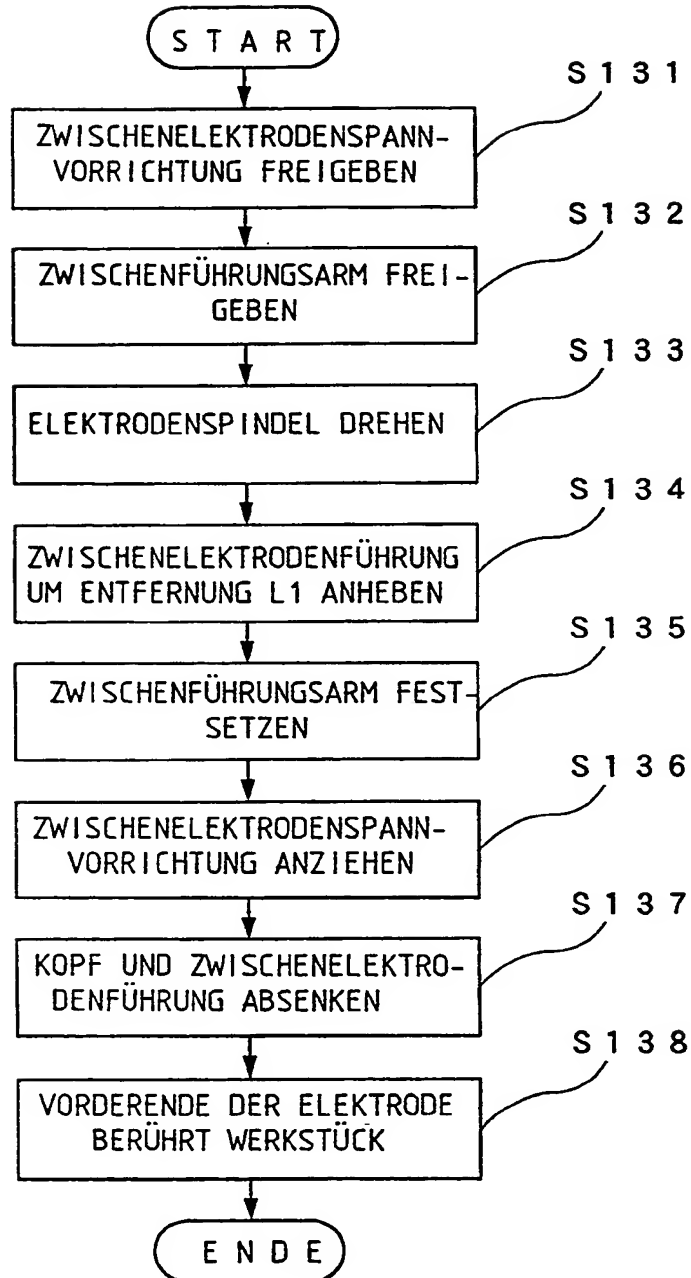 START
S131
ZWISCHENELEKTRODENSPANN-
VORRICHTUNG FREIGEBEN
S132
ZWISCHENFÜHRUNGSARM FREI-
GEBEN
S133
ELEKTRODENSPINDEL DREHEN
S134
ZWISCHENELEKTRODENFÜHRUNG
UM ENTFERNUNG L1 ANHEBEN
S135
ZWISCHENFÜHRUNGSARM FEST-
SETZEN
S136
ZWISCHENELEKTRODENSPANN-
VORRICHTUNG ANZIEHEN
S137
KOPF UND ZWISCHENELEKTRO-
DENFÜHRUNG ABSENKEN
S138
VORDERENDE DER ELEKTRODE
BERÜHRT WERKSTÜCK
ENDE